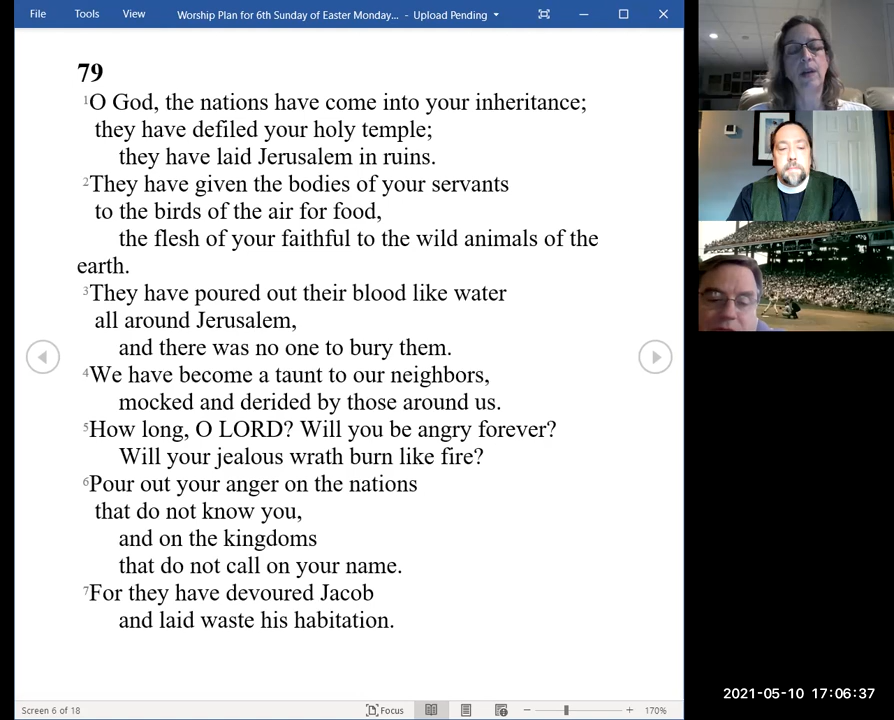 File Tools View Worship Plan for 6th Sunday of Easter Monday... - Upload Pending
79
1O God, the nations have come into your inheritance;
they have defiled your holy temple;
they have laid Jerusalem in ruins.
2They have given the bodies of your servants
to the birds of the air for food,
the flesh of your faithful to the wild animals of the
earth.
3They have poured out their blood like water
all around Jerusalem,
and there was no one to bury them.
4We have become a taunt to our neighbors,
mocked and derided by those around us.
5How long, O LORD? Will you be angry forever?
Will your jealous wrath burn like fire?
6Pour out your anger on the nations
that do not know you,
and on the kingdoms
that do not call on your name.
7For they have devoured Jacob
and laid waste his habitation.
2021-05-10 17:06:37
Screen 6 of 18 Focus 170%